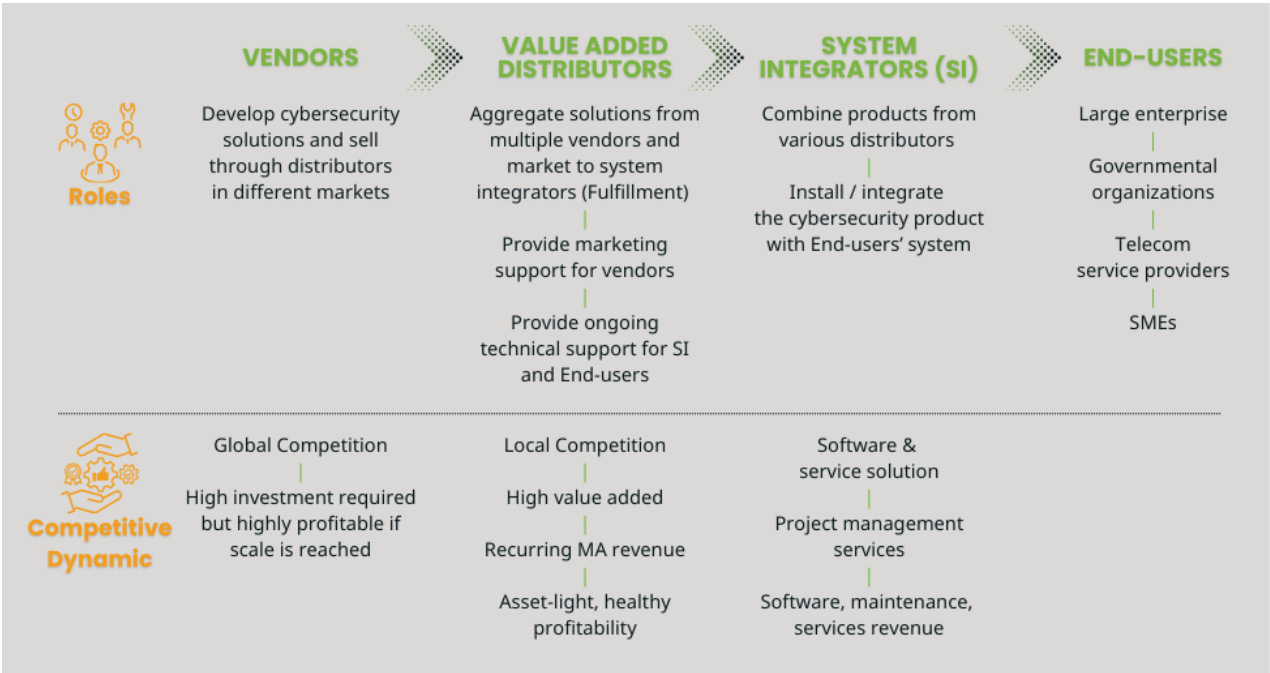 VENDORS
VALUE ADDED
DISTRIBUTORS
SYSTEM
INTEGRATORS (SI)
END-USERS
Roles
Develop cybersecurity
solutions and sell
through distributors
in different markets
Aggregate solutions from
multiple vendors and
market to system
integrators (Fulfillment)
Provide marketing
support for vendors
Provide ongoing
technical support for SI
and End-users
Combine products from
various distributors
Install / integrate
the cybersecurity product
with End-users’ system
Large enterprise
Governmental
organizations
Telecom
service providers
SMEs
Competitive
Dynamic
Global Competition
High investment required
but highly profitable if
scale is reached
Local Competition
High value added
Recurring MA revenue
Asset-light, healthy
profitability
Software &
service solution
Project management
services
Software, maintenance,
services revenue